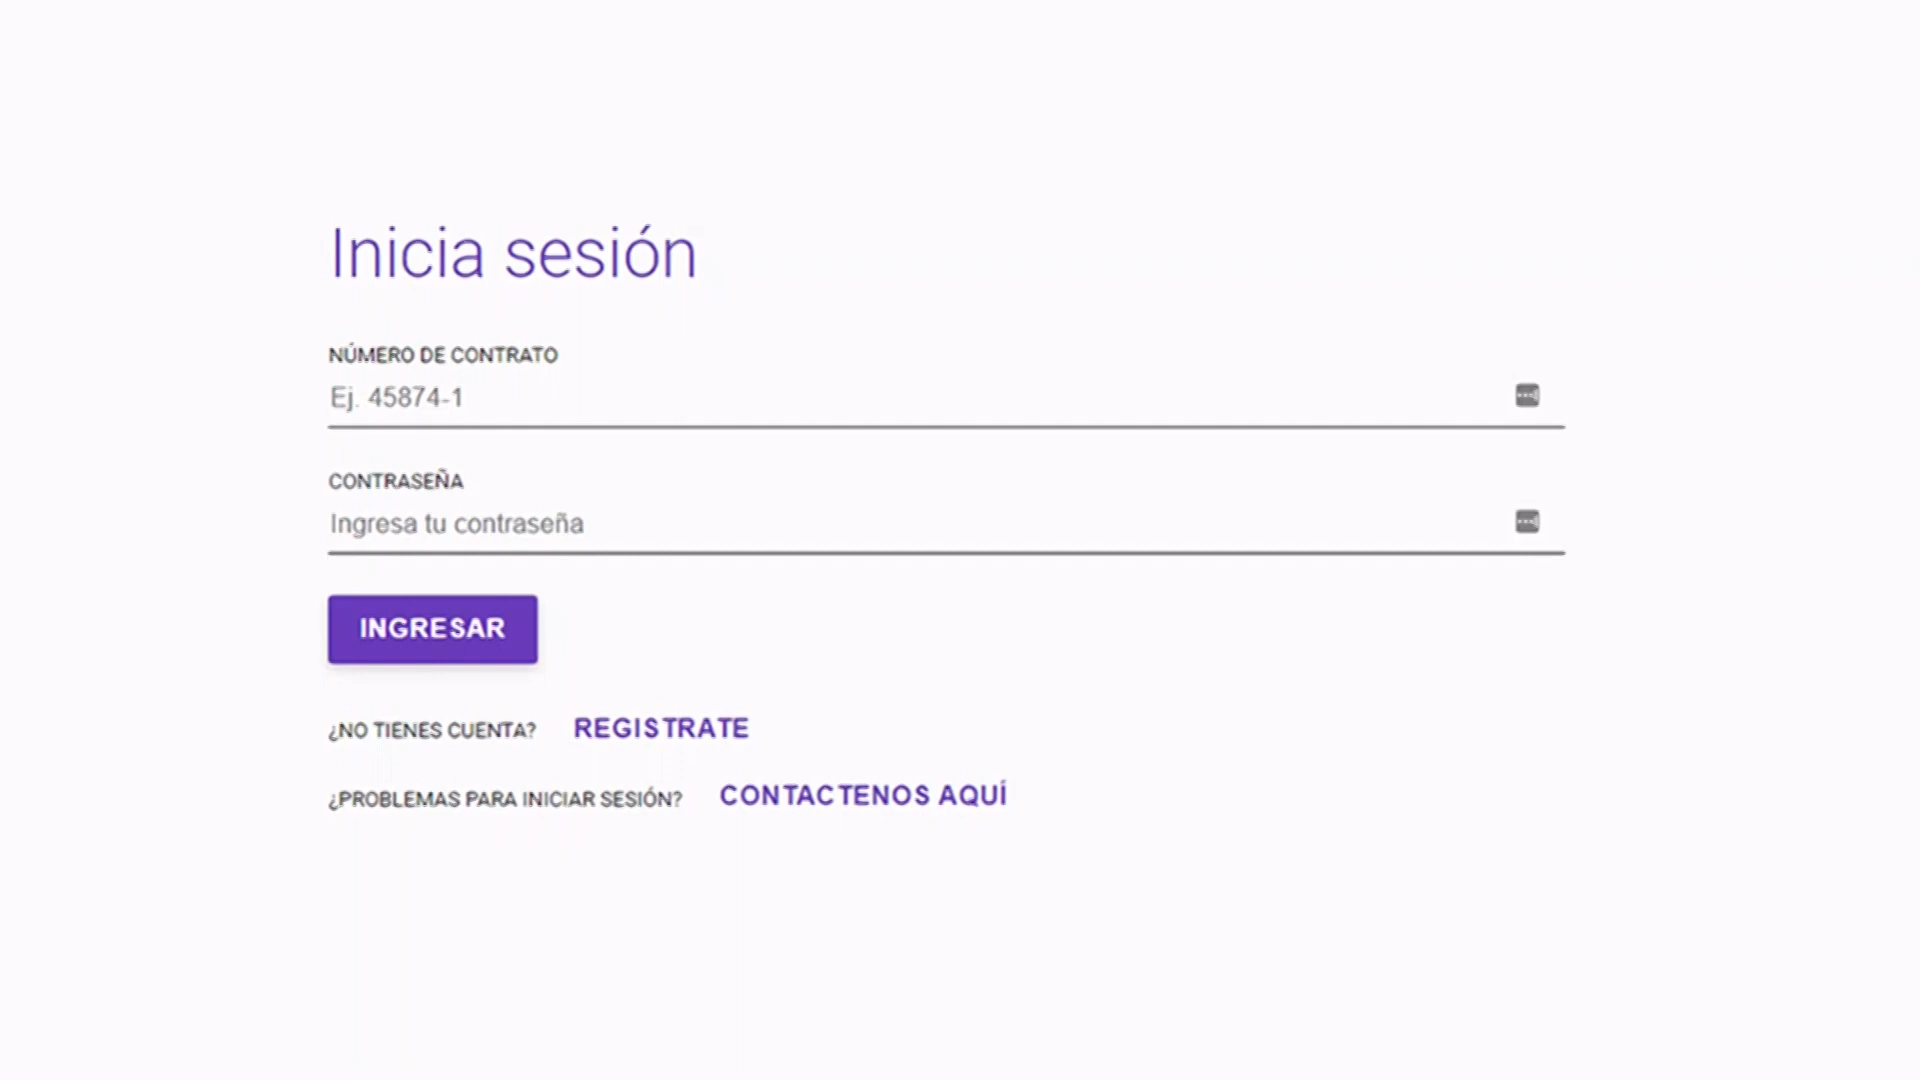 Inicia sesión
NÚMERO DE CONTRATO
Ej. 45874-1
CONTRASEÑA
Ingresa tu contraseña
INGRESAR
¿NO TIENES CUENTA? REGISTRATE
¿PROBLEMAS PARA INICIAR SESIÓN? CONTACTENOS AQUÍ